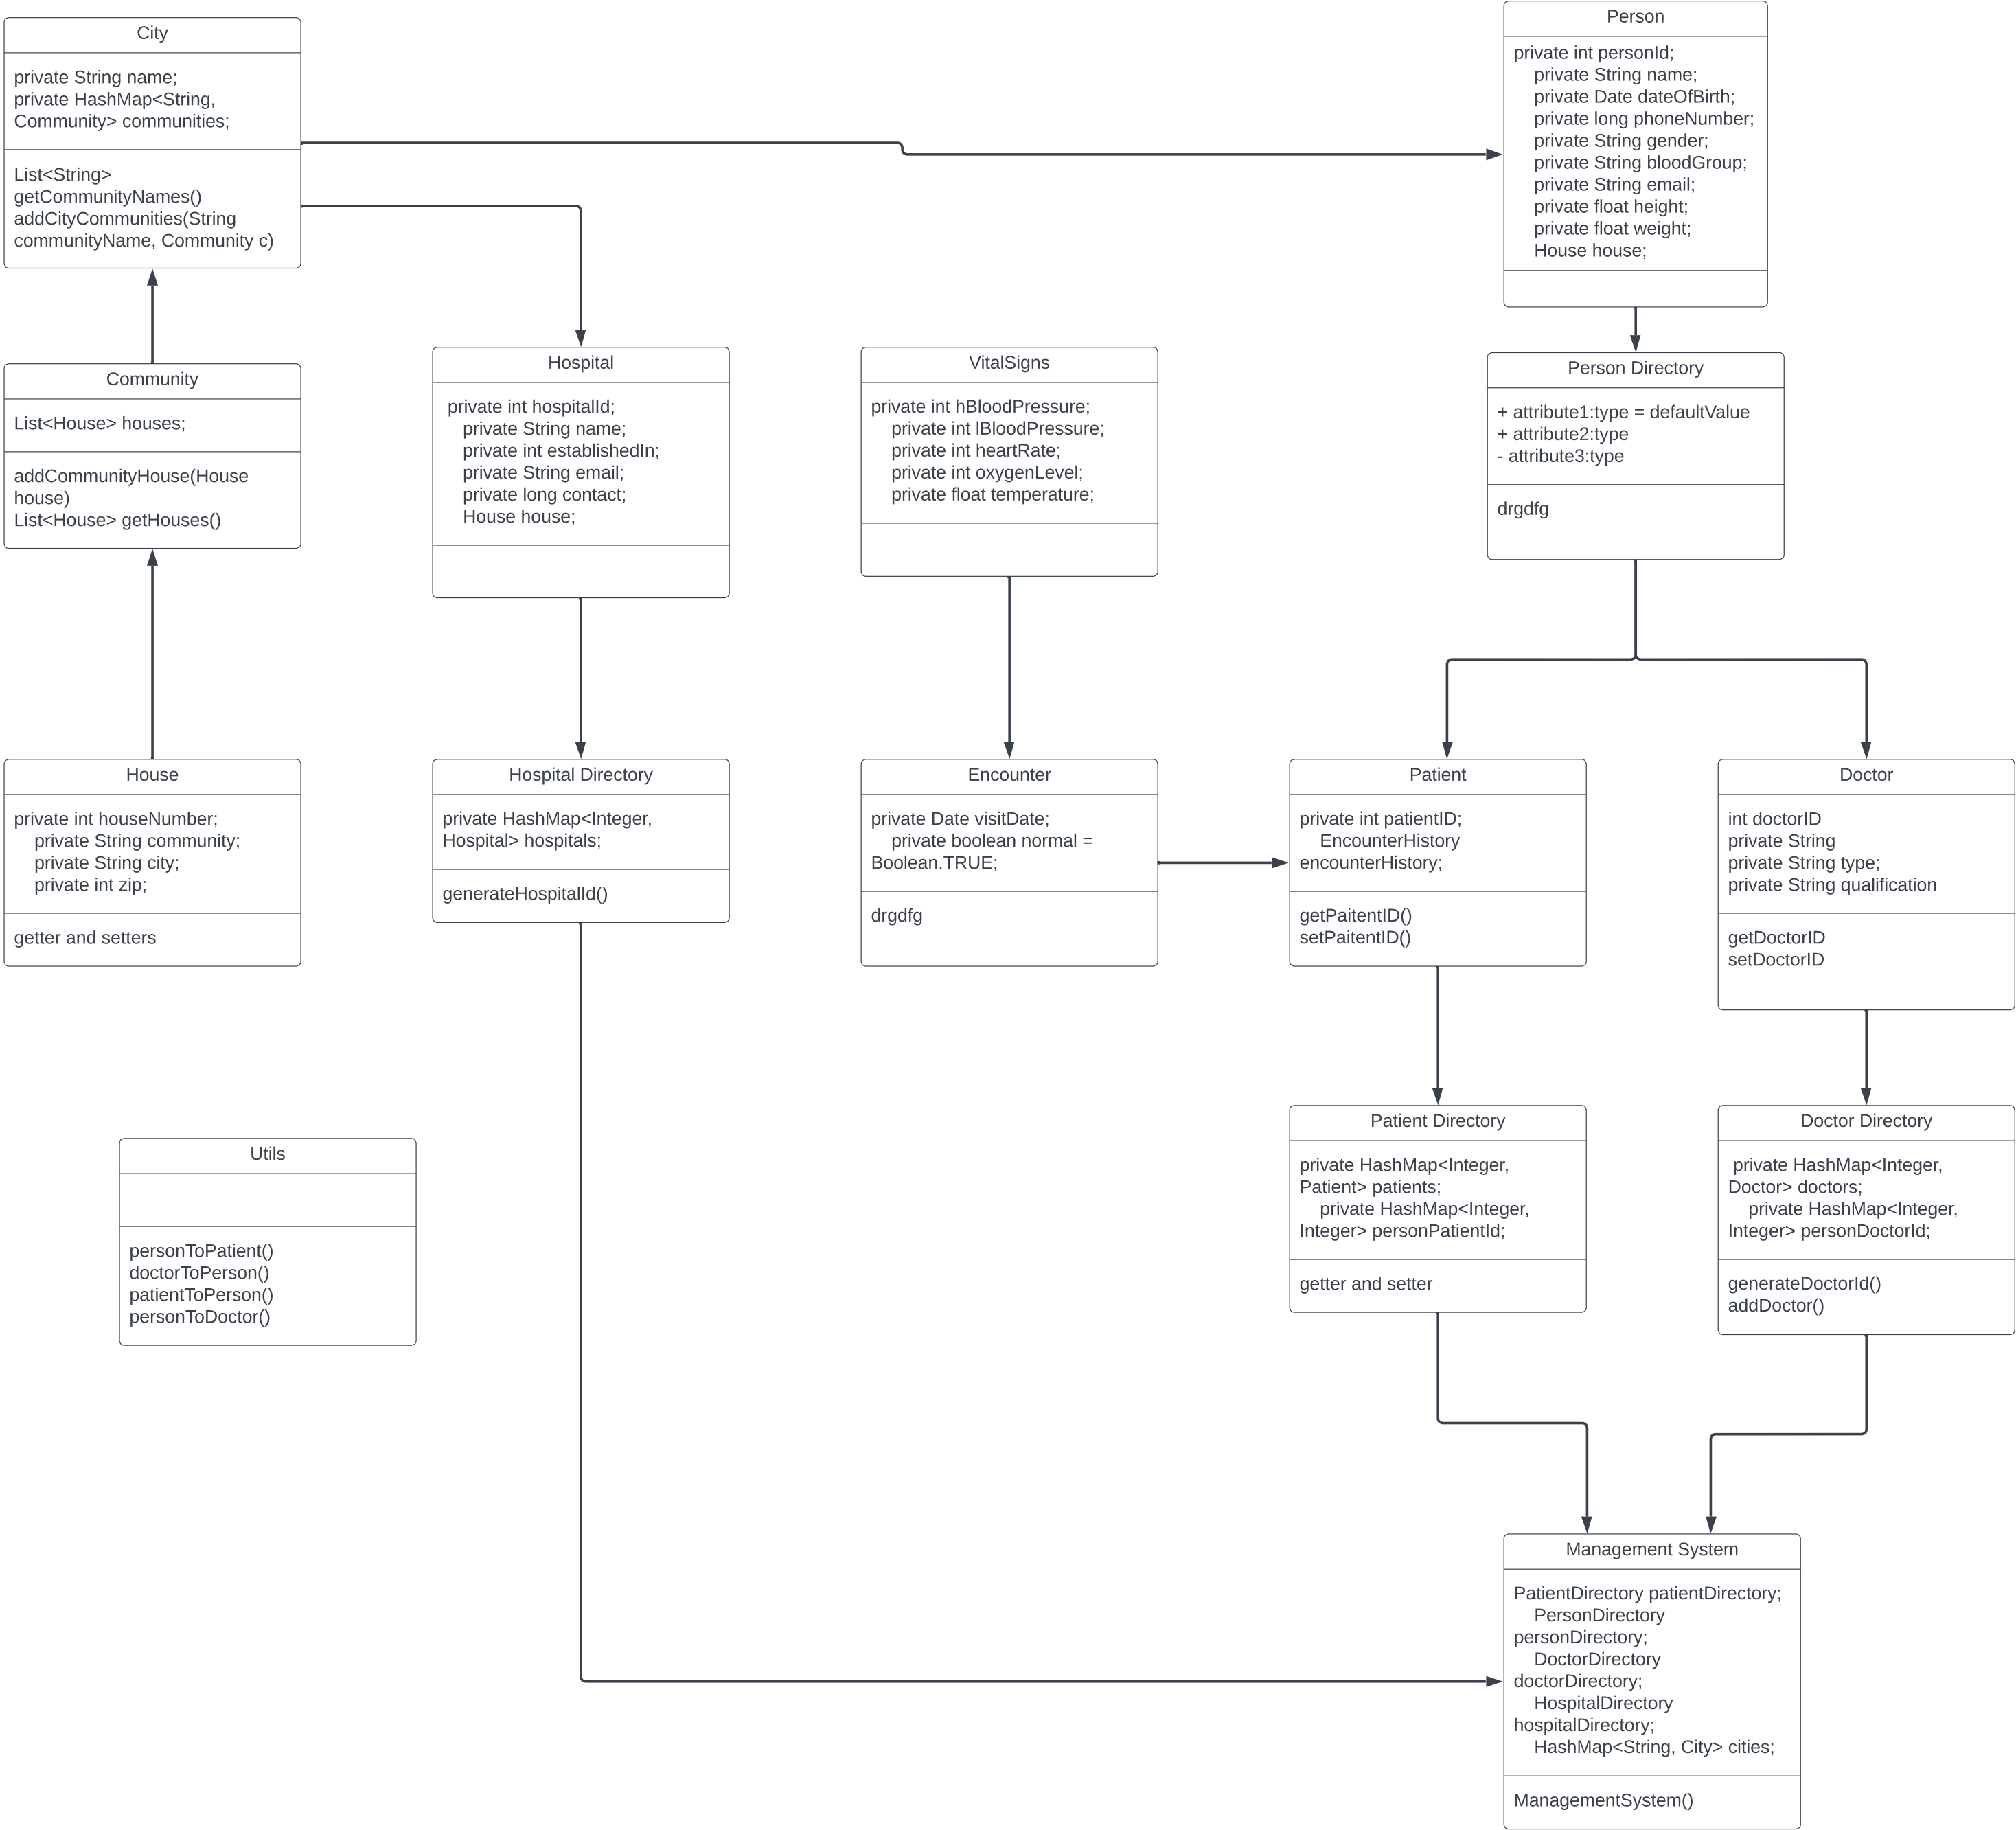 City
private String name;
private HashMap<String,
Community> communities;
List<String>
getCommunityNames()
addCityCommunities(String
communityName, Community c)
Person
private int personId;
private String name;
private Date dateOfBirth;
private long phoneNumber;
private String gender;
private String bloodGroup;
private String email;
private float height;
private float weight;
House house;
Community
List<House> houses;
addCommunityHouse(House
house)
List<House> getHouses()
Hospital
private int hospitalId;
private String name;
private int establishedIn;
private String email;
private long contact;
House house;
VitalSigns
private int hBloodPressure;
private int lBloodPressure;
private int heartRate;
private int oxygenLevel;
private float temperature;
Person Directory
+ attribute1:type = defaultValue
+ attribute2:type
- attribute3:type
drgdfg
House
private int houseNumber;
private String community;
private String city;
private int zip;
getter and setters
Hospital Directory
private HashMap<Integer,
Hospital> hospitals;
generateHospitalId()
Encounter
private Date visitDate;
private boolean normal =
Boolean.TRUE;
drgdfg
Patient
private int patientID;
EncounterHistory
encounterHistory;
getPaitentID()
setPaitentID()
Doctor
int doctorID
private String
private String type;
private String qualification
getDoctorID
setDoctorID
Utils
personToPatient()
doctorToPerson()
patientToPerson()
personToDoctor()
Patient Directory
private HashMap<Integer,
Patient> patients;
private HashMap<Integer,
Integer> personPatientId;
getter and setter
Doctor Directory
private HashMap<Integer,
Doctor> doctors;
private HashMap<Integer,
Integer> personDoctorId;
generateDoctorId()
addDoctor()
Management System
PatientDirectory patientDirectory;
PersonDirectory
personDirectory;
DoctorDirectory
doctorDirectory;
HospitalDirectory
hospitalDirectory;
HashMap<String, City> cities;
ManagementSystem()